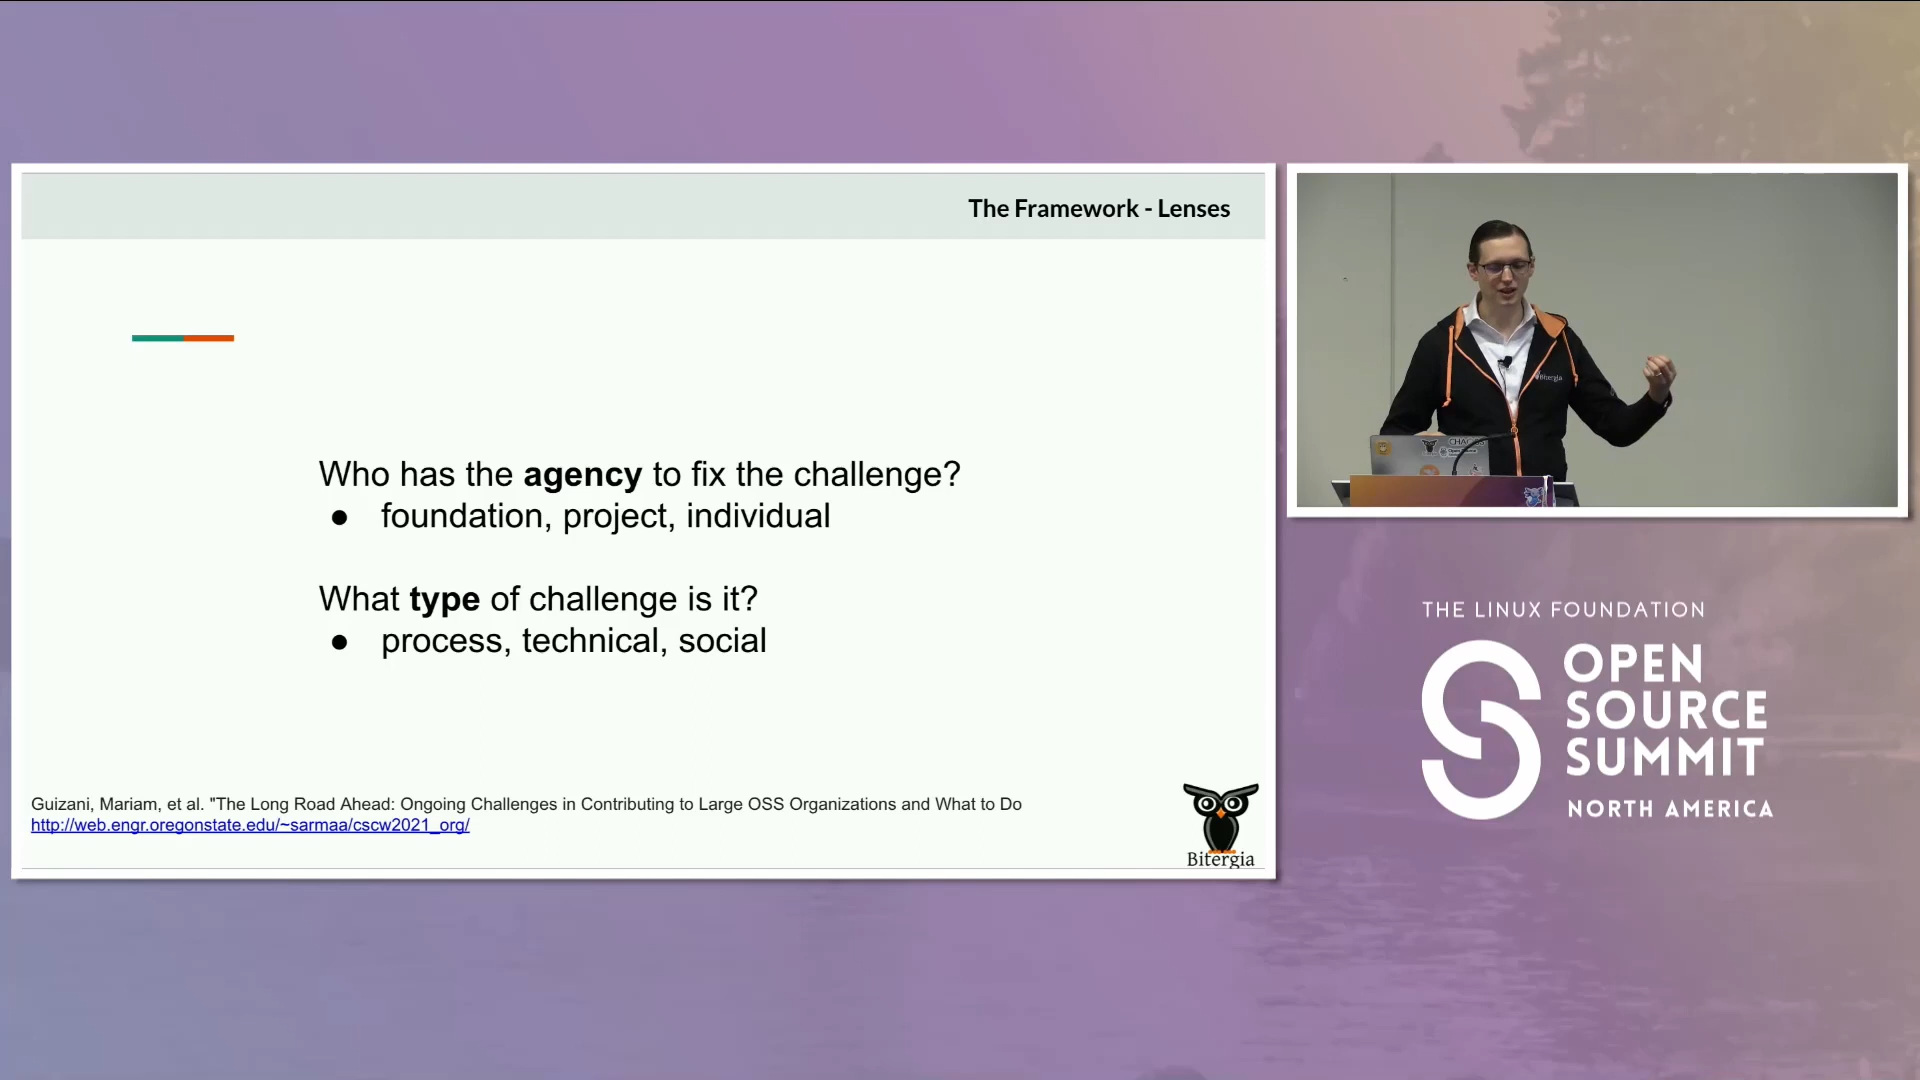 The Framework - Lenses
Who has the agency to fix the challenge?
● foundation, project, individual
What type of challenge is it?
● process, technical, social
Guizani, Mariam, et al. "The Long Road Ahead: Ongoing Challenges in Contributing to Large OSS Organizations and What to Do
http://web.engr.oregonstate.edu/~sarmaa/cscw2021_org/
Bitergia
Bitergia
THE LINUX FOUNDATION
OPEN
SOURCE
SUMMIT
NORTH AMERICA